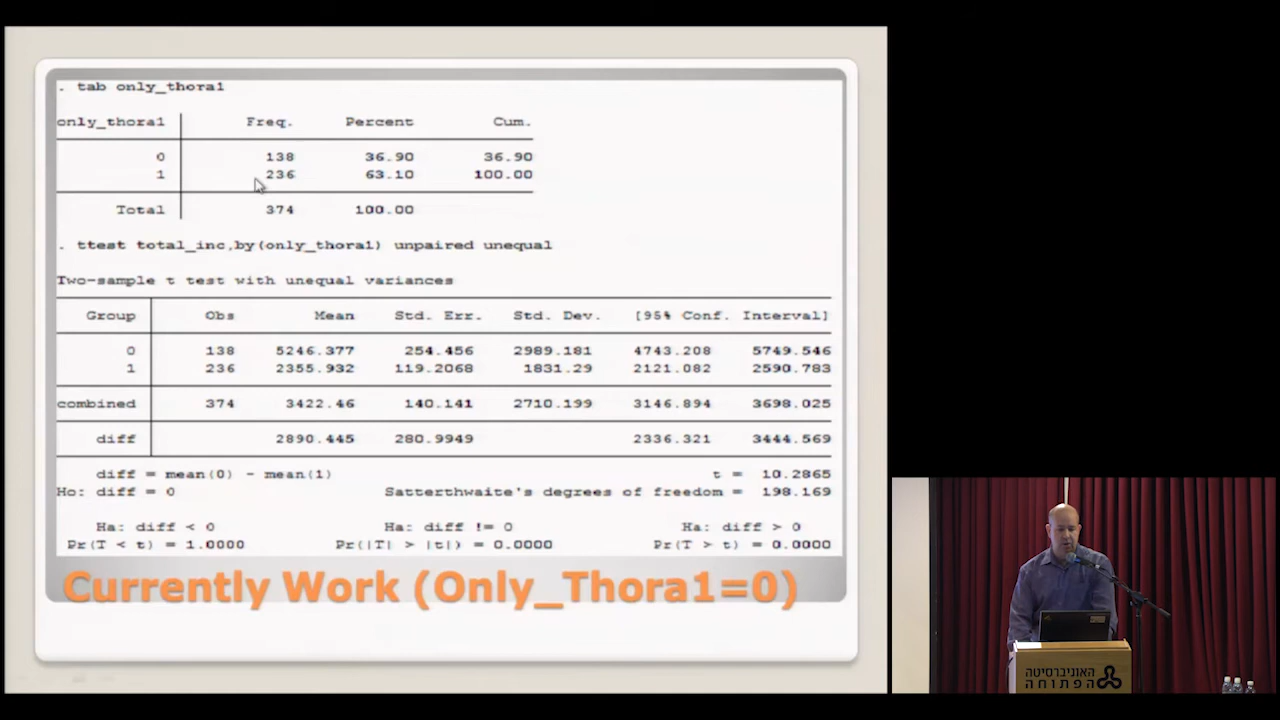 . tab only_thora1
only_thora1 Freq. Percent Cum.
0 138 36.90 36.90
1 236 63.10 100.00
Total 374 100.00
. ttest total_inc,by(only_thora1) unpaired unequal
Two-sample t test with unequal variances
Group Obs Mean Std. Err. Std. Dev. [95% Conf. Interval]
0 138 5246.377 254.456 2989.181 4743.208 5749.546
1 236 2355.932 119.2068 1831.29 2121.082 2590.783
combined 374 3422.46 140.141 2710.199 3146.894 3698.025
diff 2890.445 280.9949 2336.321 3444.569
diff = mean(0) - mean(1) t = 10.2865
Ho: diff = 0 Satterthwaite's degrees of freedom = 198.169
Ha: diff < 0 Ha: diff != 0 Ha: diff > 0
Pr(T < t) = 1.0000 Pr(|T| > |t|) = 0.0000 Pr(T > t) = 0.0000
Currently Work (Only_Thora1=0)
האוניברסיטה
הפתוחה